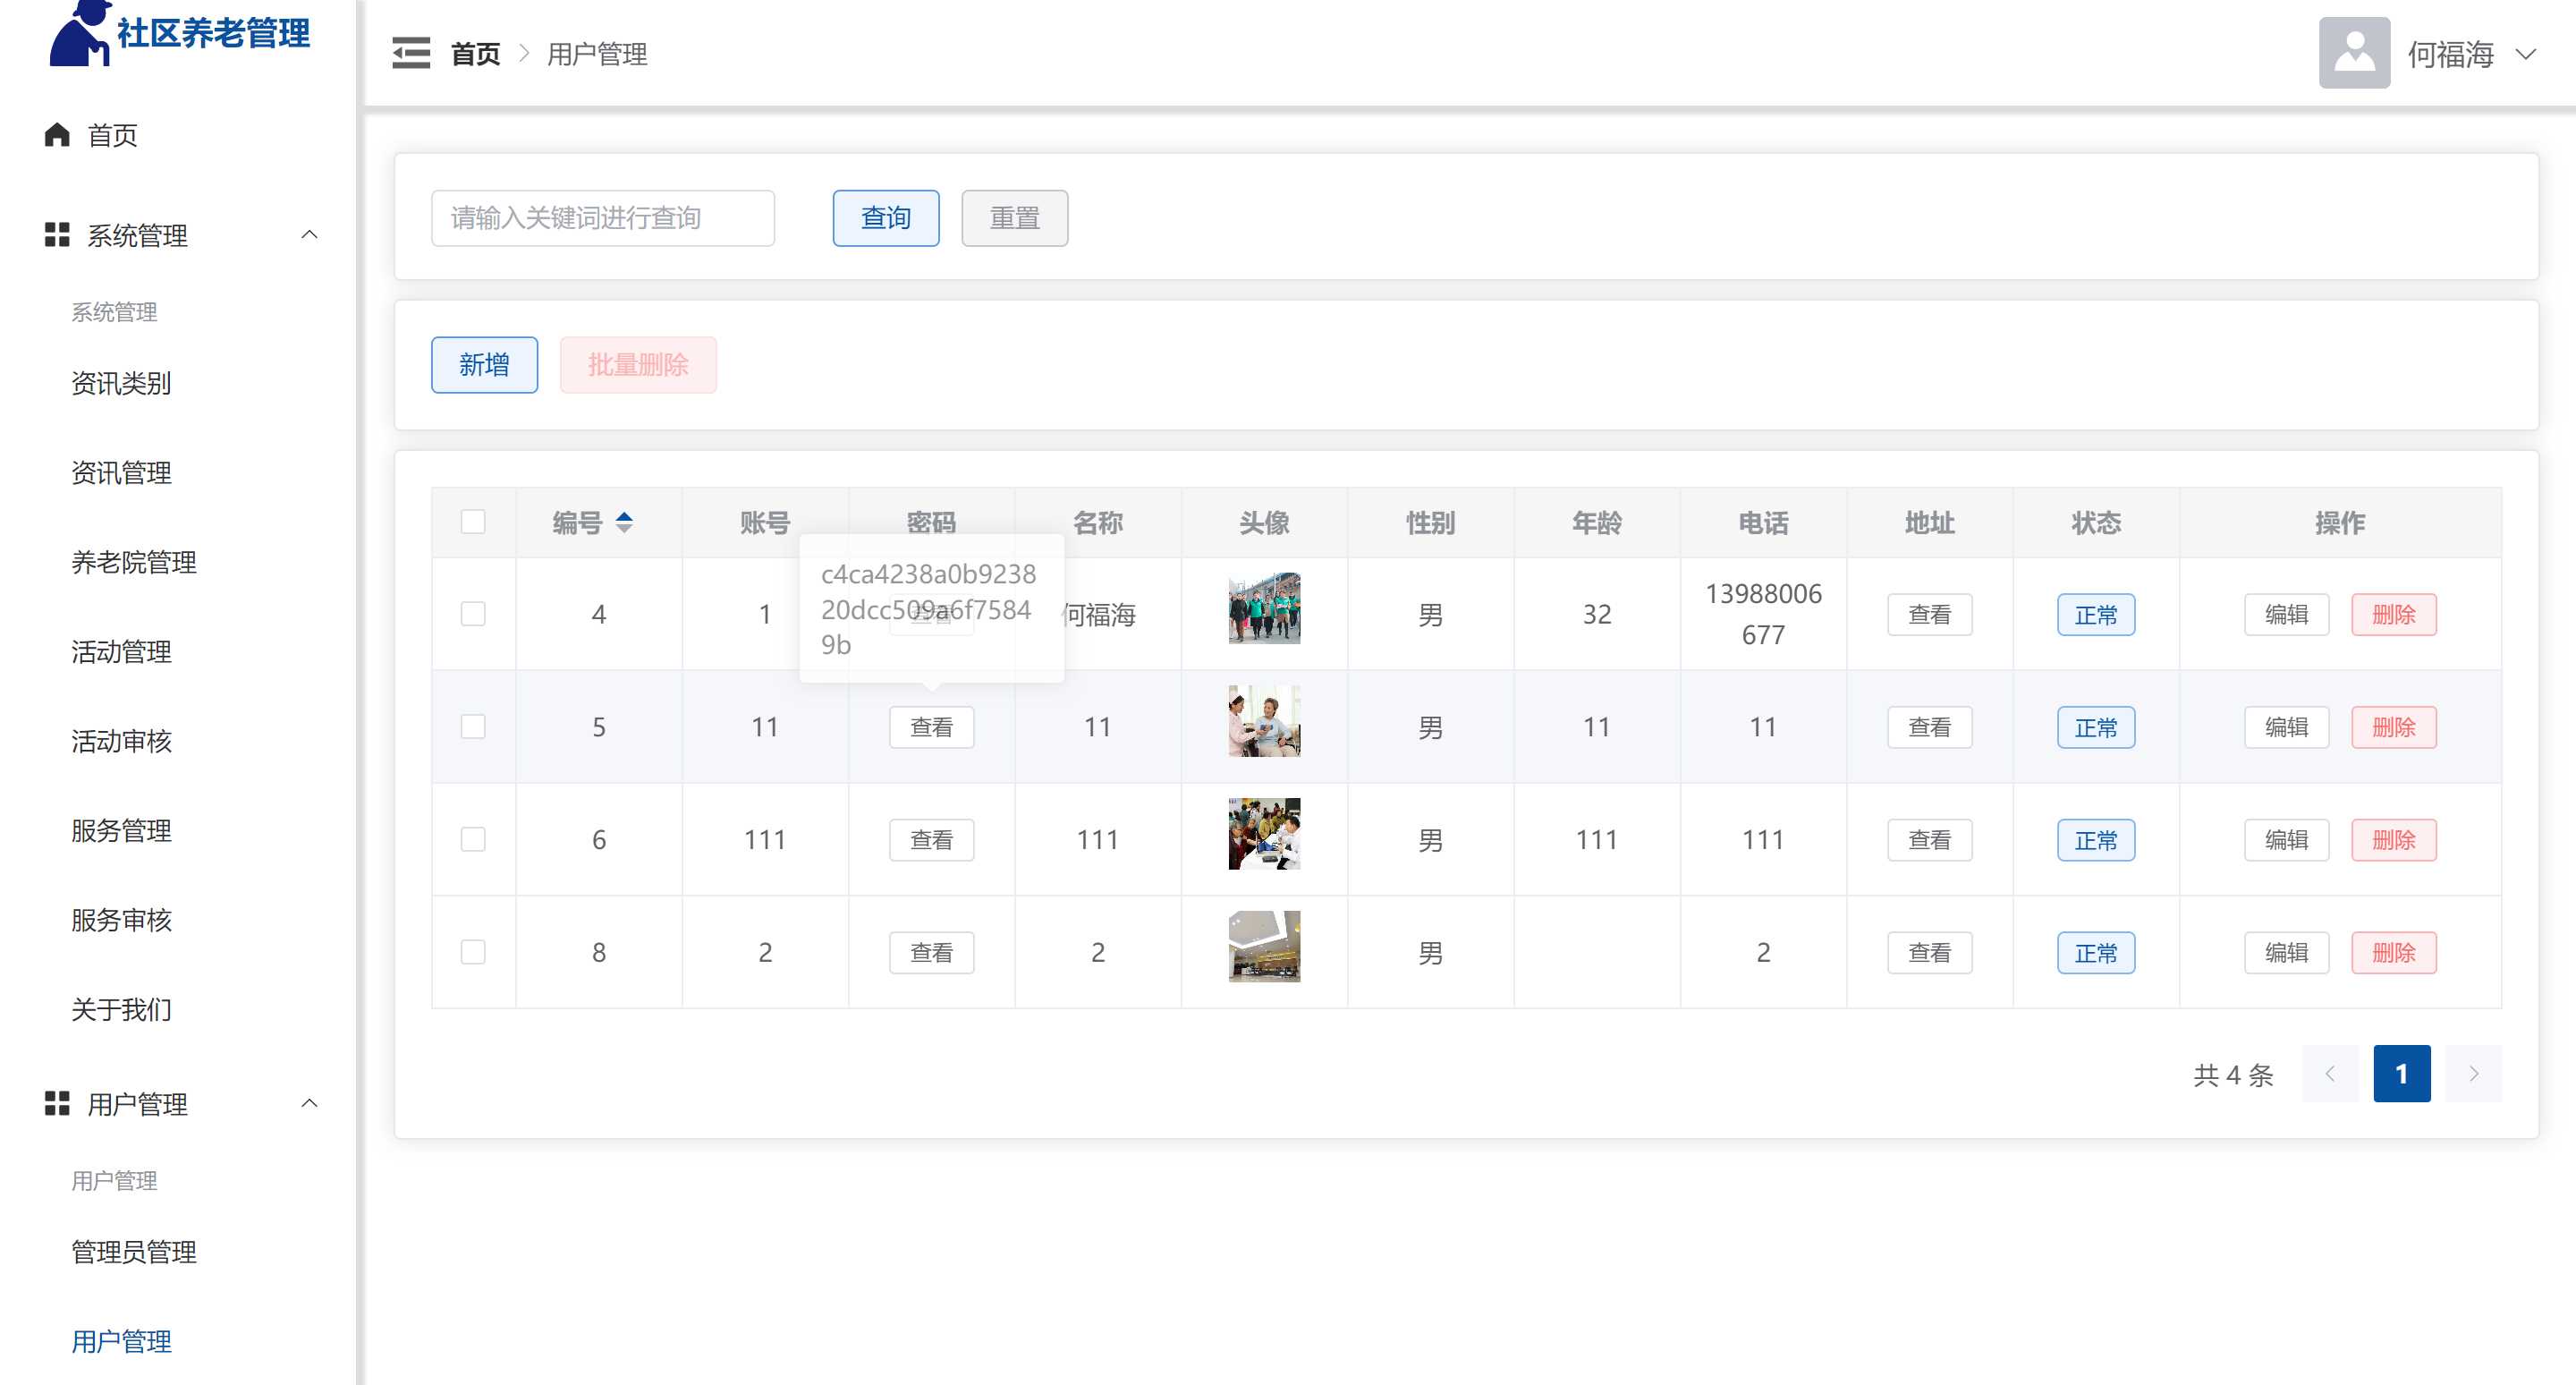 社区养老管理
首页
系统管理
系统管理
资讯类别
资讯管理
养老院管理
活动管理
活动审核
服务管理
服务审核
关于我们
用户管理
用户管理
管理员管理
用户管理
首页 > 用户管理
何福海
请输入关键词进行查询 查询 重置
新增 批量删除
编号 账号 密码 名称 头像 性别 年龄 电话 地址 状态 操作
4 1 查看 何福海 男 32 13988006677 查看 正常 编辑 删除
c4ca4238a0b9238
20dcc509a6f7584
9b
5 11 查看 11 男 11 11 查看 正常 编辑 删除
6 111 查看 111 男 111 111 查看 正常 编辑 删除
8 2 查看 2 男 2 查看 正常 编辑 删除
共 4 条 1